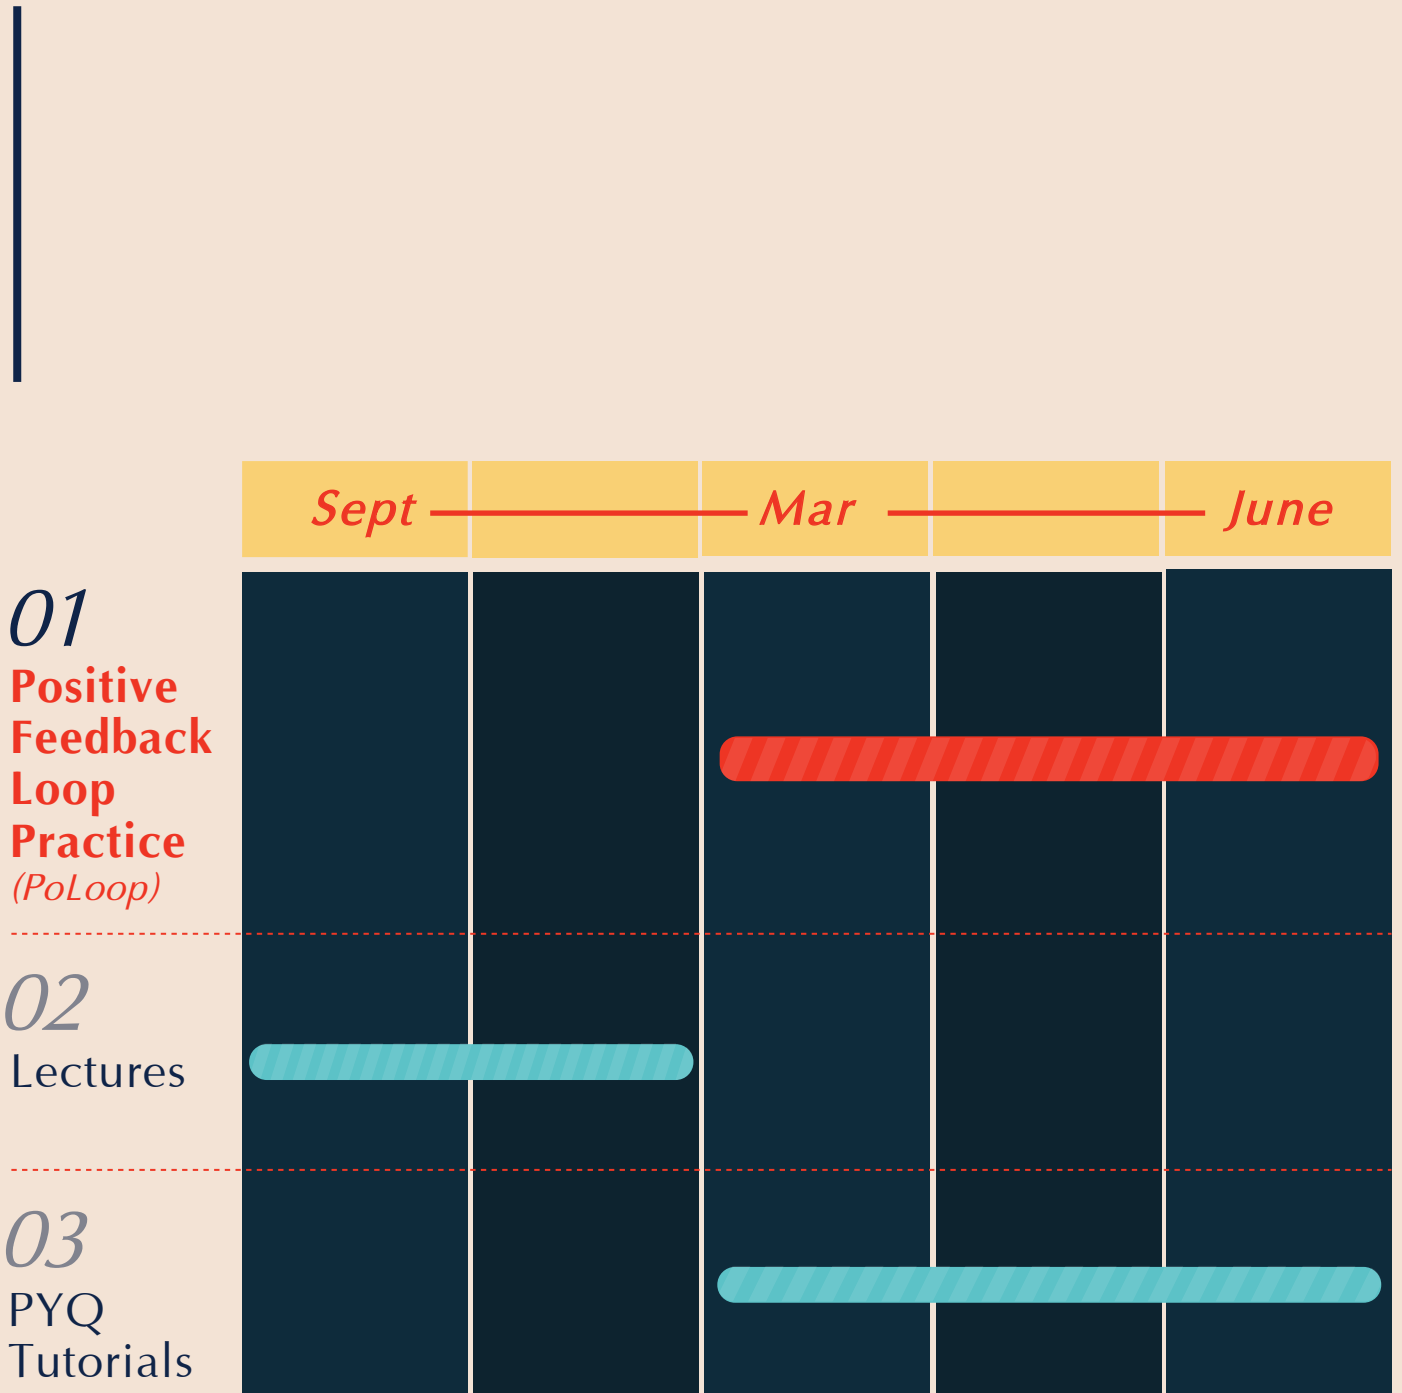 Sept Mar June
01
Positive
Feedback
Loop
Practice
(PoLoop)
02
Lectures
03
PYQ
Tutorials